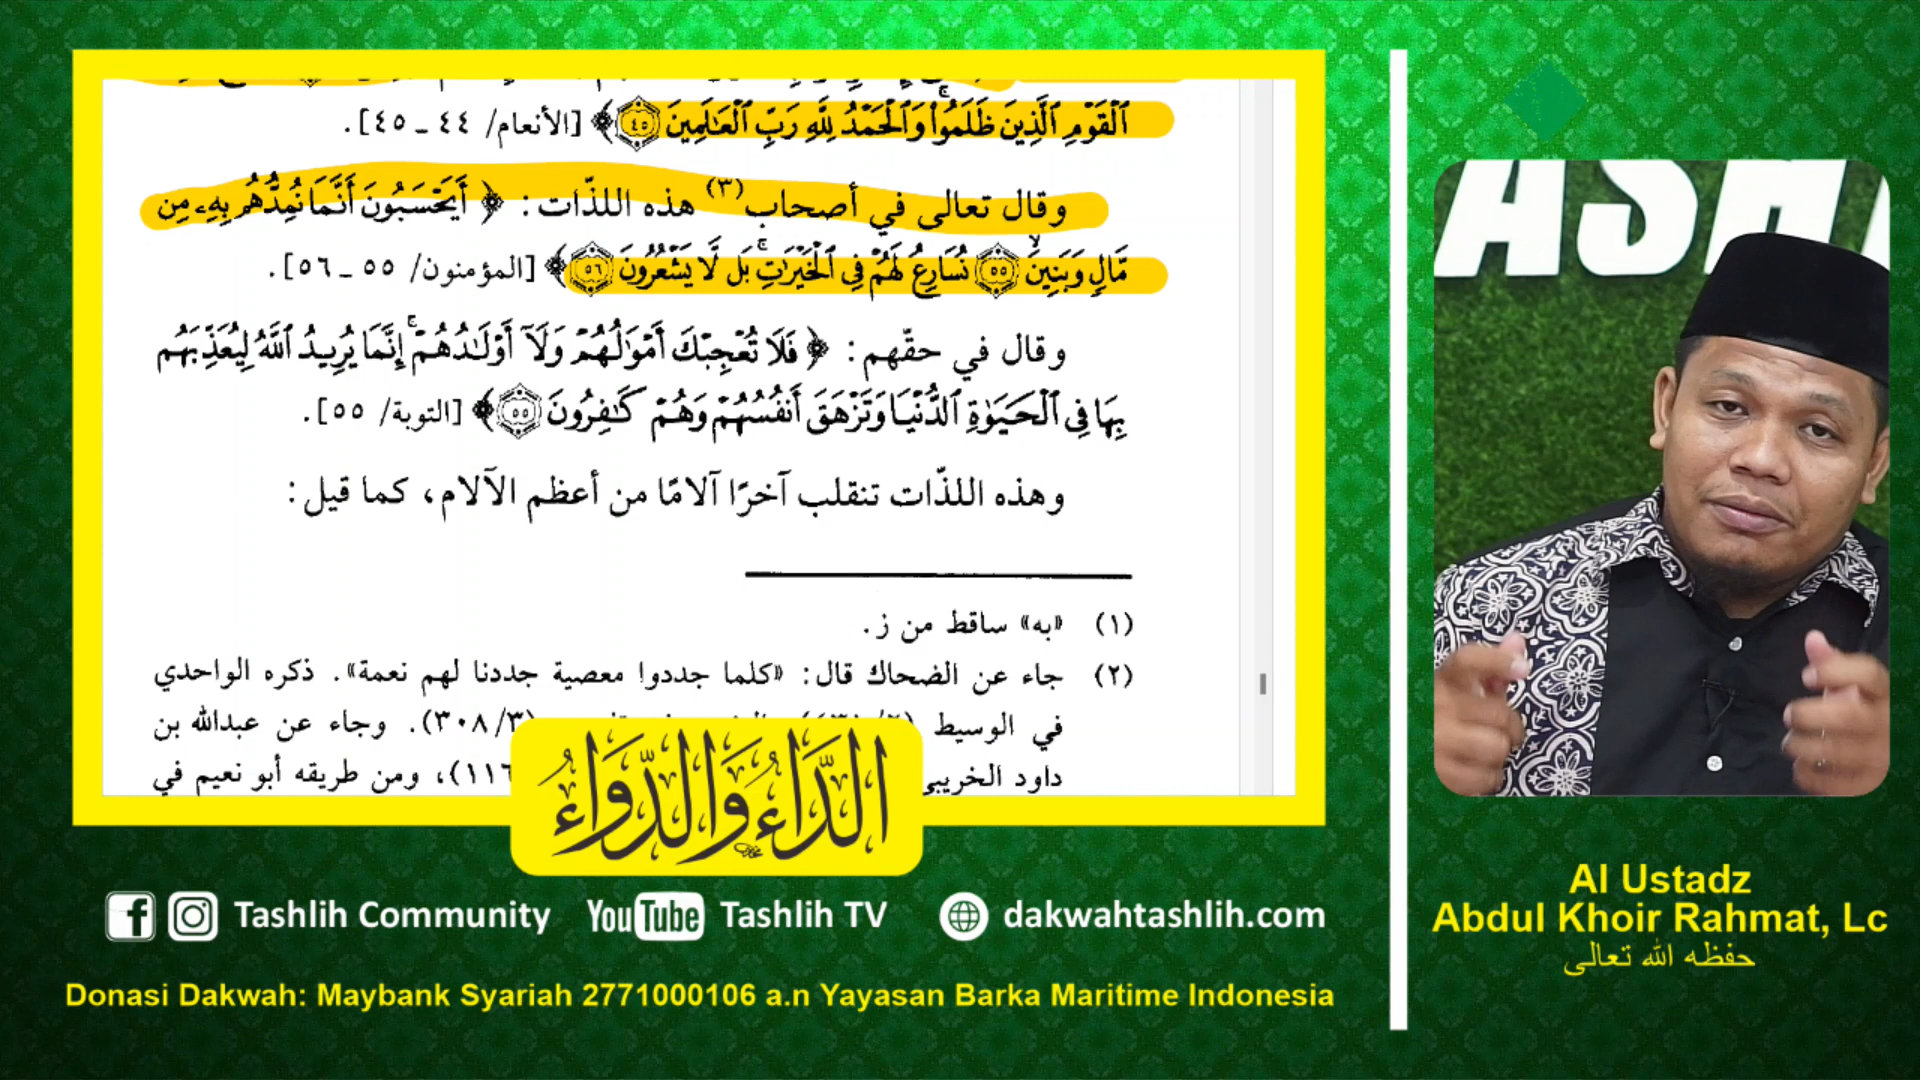 ٱلْقَوْمِ ٱلَّذِينَ ظَلَمُوا۟ ۚ وَٱلْحَمْدُ لِلَّهِ رَبِّ ٱلْعَٰلَمِينَ ٤٥﴾ [الأنعام/ ٤٤ ـ ٤٥].
وقال تعالى في أصحاب(٣) هذه اللذّات: ﴿أَيَحْسَبُونَ أَنَّمَا نُمِدُّهُم بِهِۦ مِن
مَّالٍ وَبَنِينَ ٥٥ نُسَارِعُ لَهُمْ فِى ٱلْخَيْرَٰتِ ۚ بَل لَّا يَشْعُرُونَ ٥٦﴾ [المؤمنون/ ٥٥ ـ ٥٦].
وقال في حقّهم: ﴿فَلَا تُعْجِبْكَ أَمْوَٰلُهُمْ وَلَآ أَوْلَٰدُهُمْ ۚ إِنَّمَا يُرِيدُ ٱللَّهُ لِيُعَذِّبَهُم
بِهَا فِى ٱلْحَيَوٰةِ ٱلدُّنْيَا وَتَزْهَقَ أَنفُسُهُمْ وَهُمْ كَٰفِرُونَ ٥٥﴾ [التوبة/ ٥٥].
وهذه اللذّات تنقلب آخرًا آلامًا من أعظم الآلام، كما قيل:
(١) «به» ساقط من ز.
(٢) جاء عن الضحاك قال: «كلما جددوا معصية جددنا لهم نعمة». ذكره الواحدي
في الوسيط (٣/٣٠٨). وجاء عن عبدالله بن
داود الخريبي ١١٦)، ومن طريقه أبو نعيم في
الدَّاءُ وَالدَّوَاءُ
ASH
Tashlih Community YouTube Tashlih TV dakwahtashlih.com
Donasi Dakwah: Maybank Syariah 2771000106 a.n Yayasan Barka Maritime Indonesia
Al Ustadz
Abdul Khoir Rahmat, Lc
حفظه الله تعالى